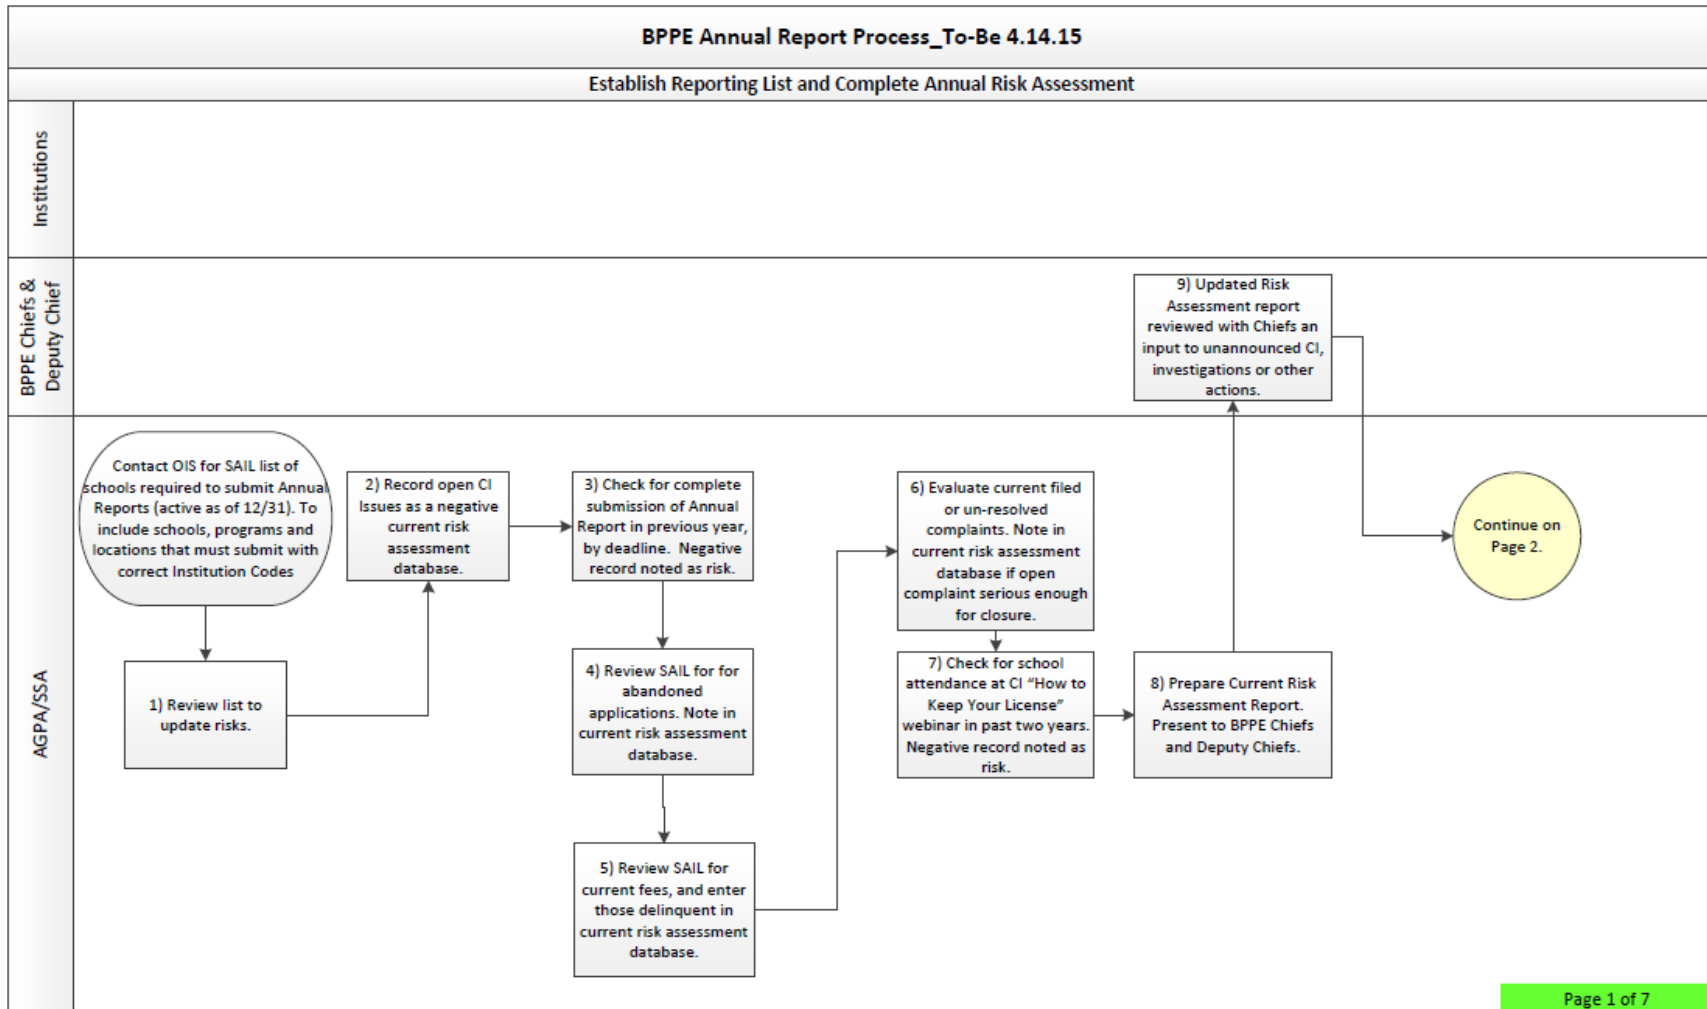 BPPE Annual Report Process_To-Be 4.14.15
Establish Reporting List and Complete Annual Risk Assessment
Institutions
BPPE Chiefs &
Deputy Chief
9) Updated Risk
Assessment report
reviewed with Chiefs an
input to unannounced CI,
investigations or other
actions.
AGPA/SSA
Contact OIS for SAIL list of
schools required to submit Annual
Reports (active as of 12/31). To
include schools, programs and
locations that must submit with
correct Institution Codes
1) Review list to
update risks.
2) Record open CI
Issues as a negative
current risk
assessment
database.
3) Check for complete
submission of Annual
Report in previous year,
by deadline. Negative
record noted as risk.
4) Review SAIL for for
abandoned
applications. Note in
current risk assessment
database.
5) Review SAIL for
current fees, and enter
those delinquent in
current risk assessment
database.
6) Evaluate current filed
or un-resolved
complaints. Note in
current risk assessment
database if open
complaint serious enough
for closure.
7) Check for school
attendance at CI “How to
Keep Your License”
webinar in past two years.
Negative record noted as
risk.
8) Prepare Current Risk
Assessment Report.
Present to BPPE Chiefs
and Deputy Chiefs.
Continue on
Page 2.
Page 1 of 7